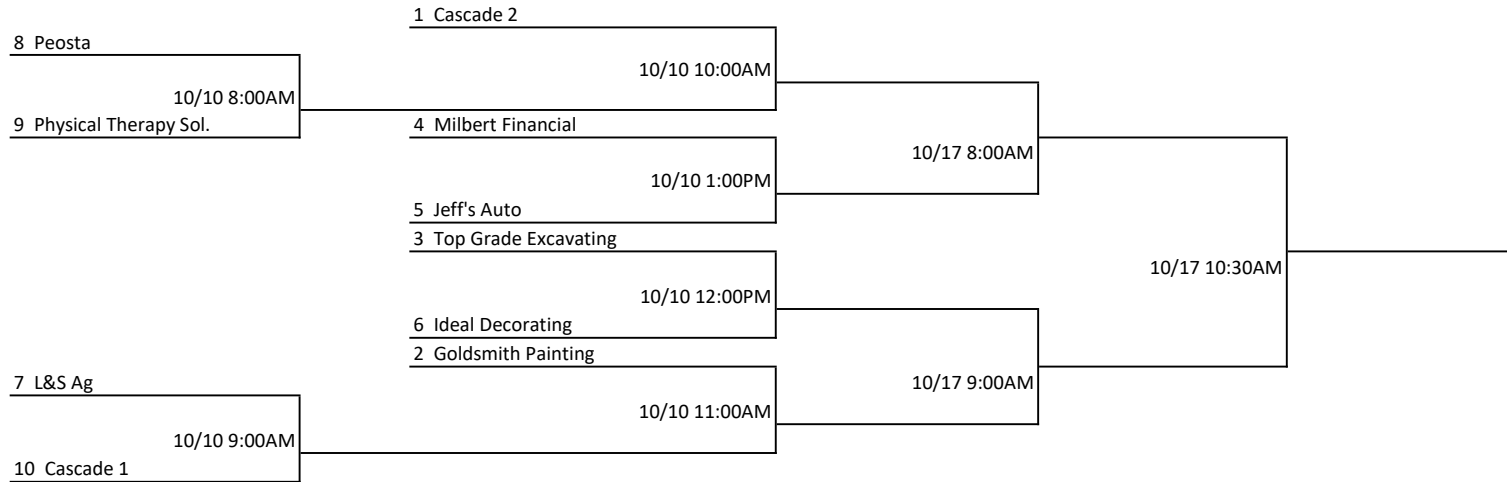 1 Cascade 2
8 Peosta
10/10 10:00AM
10/10 8:00AM
9 Physical Therapy Sol.
4 Milbert Financial
10/17 8:00AM
10/10 1:00PM
5 Jeff's Auto
3 Top Grade Excavating
10/17 10:30AM
10/10 12:00PM
6 Ideal Decorating
2 Goldsmith Painting
7 L&S Ag
10/17 9:00AM
10/10 11:00AM
10/10 9:00AM
10 Cascade 1